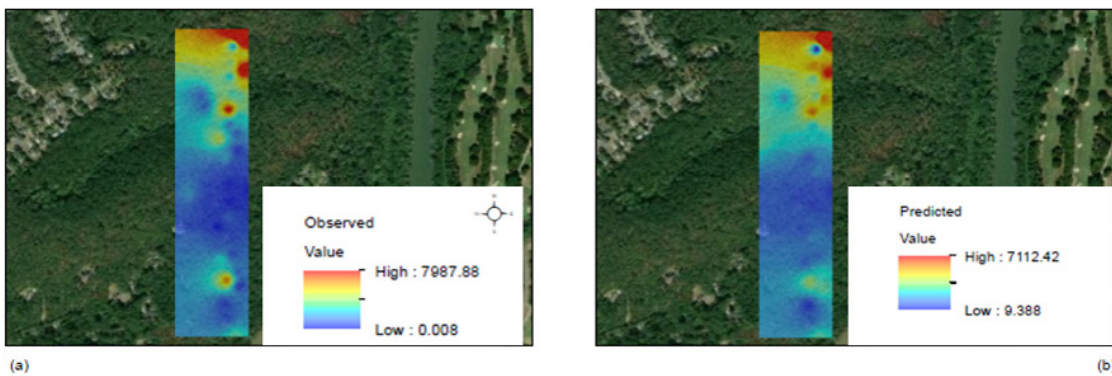 Observed
Value
High : 7987.88
Low : 0.008
(a)
Predicted
Value
High : 7112.42
Low : 9.388
(b)